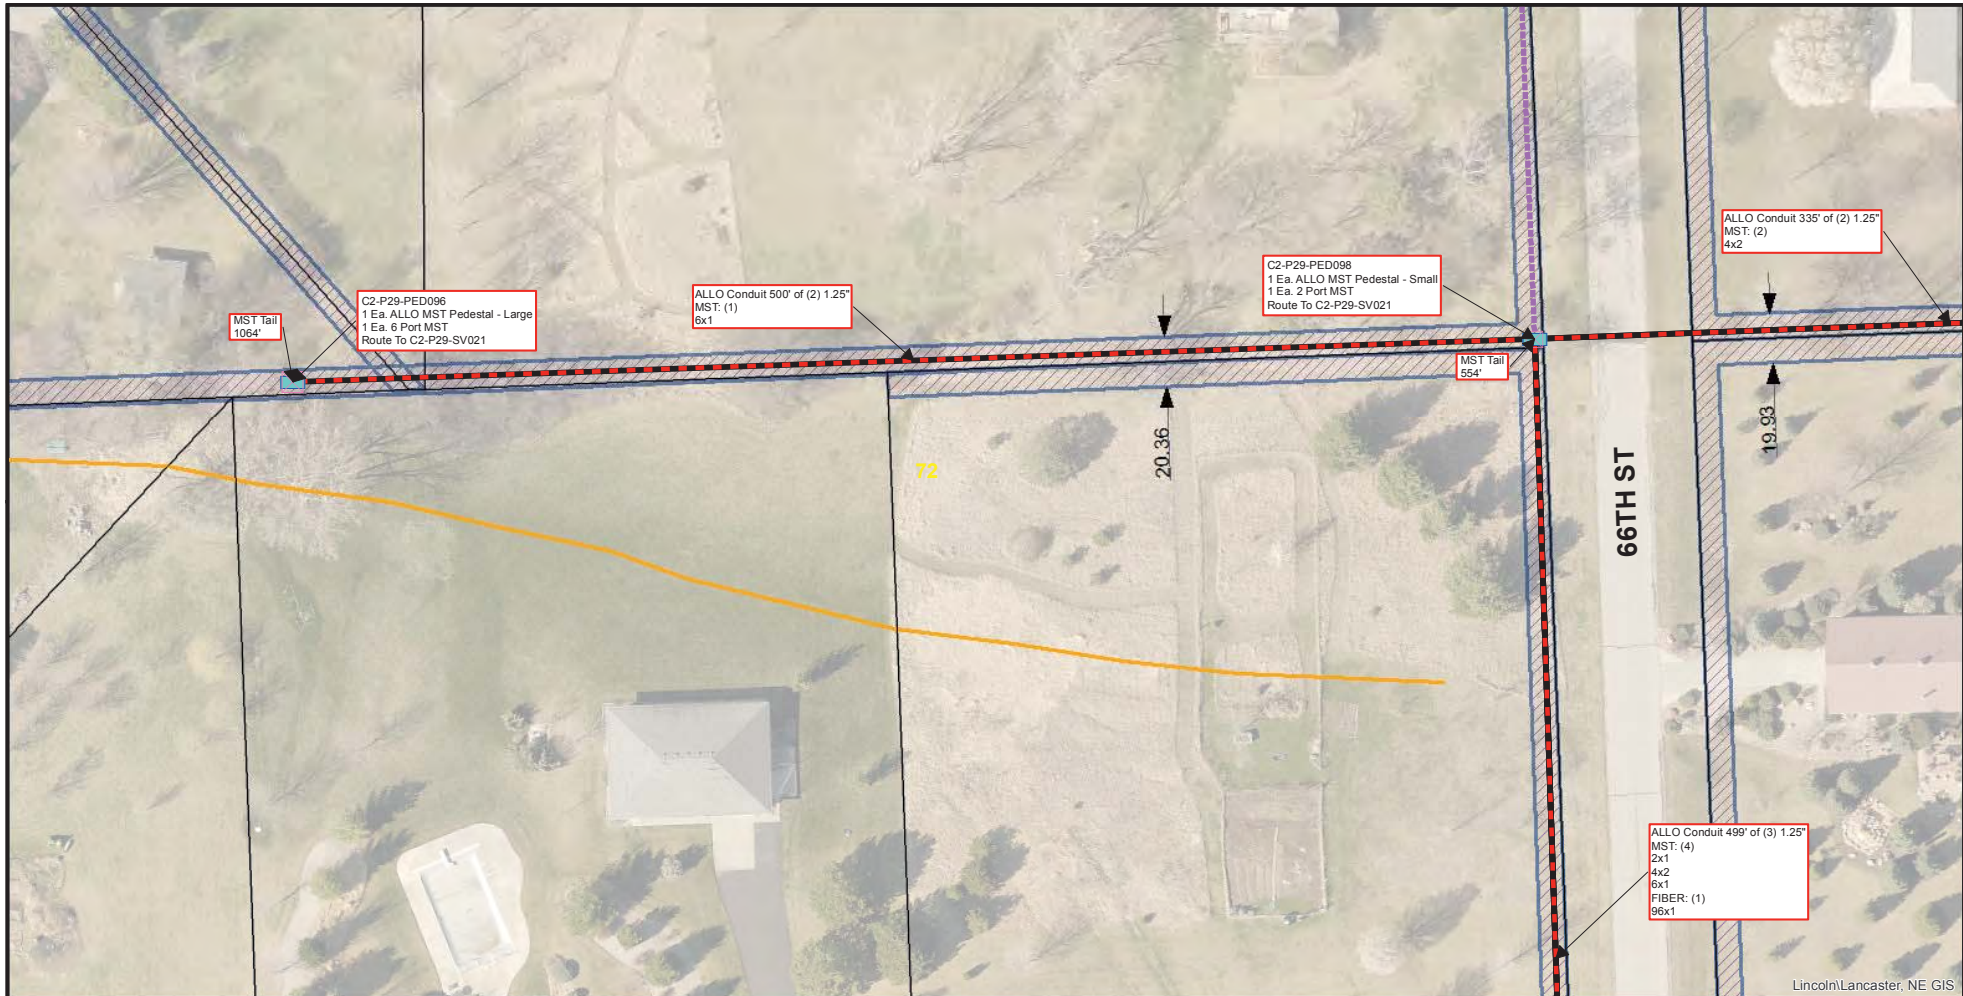 MST Tail
1064'
C2-P29-PED096
1 Ea. ALLO MST Pedestal - Large
1 Ea. 6 Port MST
Route To C2-P29-SV021
ALLO Conduit 500' of (2) 1.25"
MST: (1)
6x1
C2-P29-PED098
1 Ea. ALLO MST Pedestal - Small
1 Ea. 2 Port MST
Route To C2-P29-SV021
ALLO Conduit 335' of (2) 1.25"
MST: (2)
4x2
MST Tail
554'
72
20.36
19.93
66TH ST
ALLO Conduit 499' of (3) 1.25"
MST: (4)
2x1
4x2
6x1
FIBER: (1)
96x1
Lincoln\Lancaster, NE GIS